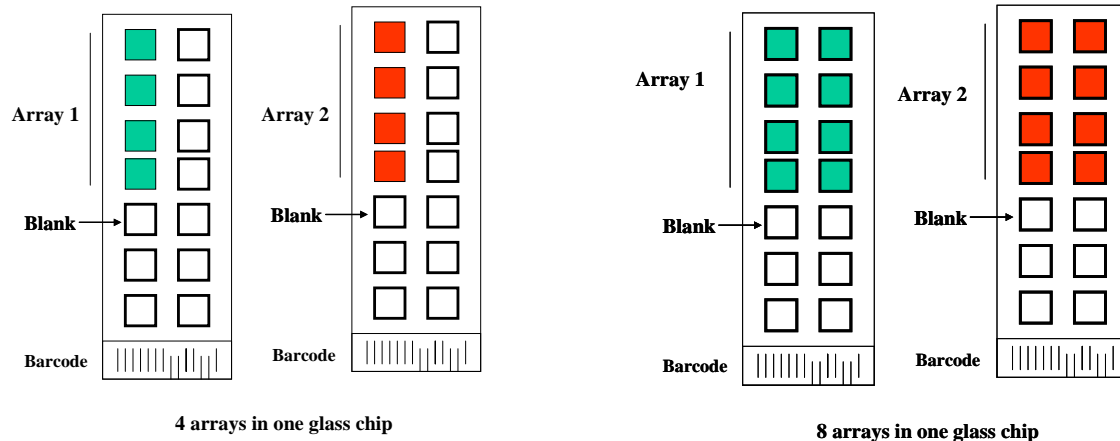 Array 1
Array 2
Blank
Blank
Barcode
Barcode
4 arrays in one glass chip
Array 1
Array 2
Blank
Blank
Barcode
Barcode
8 arrays in one glass chip